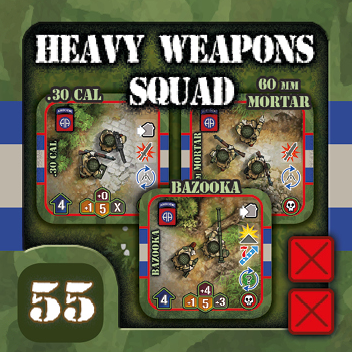 HEAVY WEAPONS
SQUAD
.30 CAL
60 MM
MORTAR
.30 CAL
M MORTAR
4
+0
-1 5 X
BAZOOKA
BAZOOKA
4
+4
-1 5 +3
55